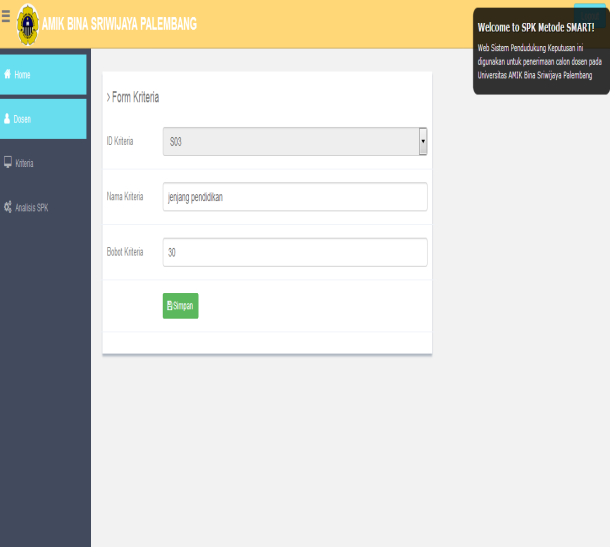 AMIK BINA SRIWIJAYA PALEMBANG
Welcome to SPK Metode SMART!
Web Sistem Pendudukung Keputusan ini
digunakan untuk penerimaan calon dosen pada
Universitas AMIK Bina Sriwijaya Palembang
Home
Dosen
Kriteria
Analisis SPK
> Form Kriteria
ID Kriteria
S03
Nama Kriteria
jenjang pendidikan
Bobot Kriteria
30
Simpan